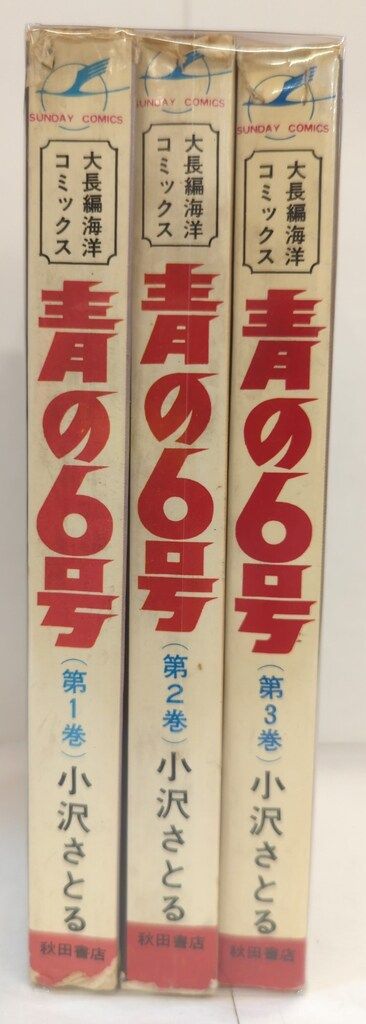 SUNDAY COMICS
大長編海洋
コミックス
青の6号
(第1巻)
小沢さとる
秋田書店
SUNDAY COMICS
大長編海洋
コミックス
青の6号
(第2巻)
小沢さとる
秋田書店
SUNDAY COMICS
大長編海洋
コミックス
青の6号
(第3巻)
小沢さとる
秋田書店